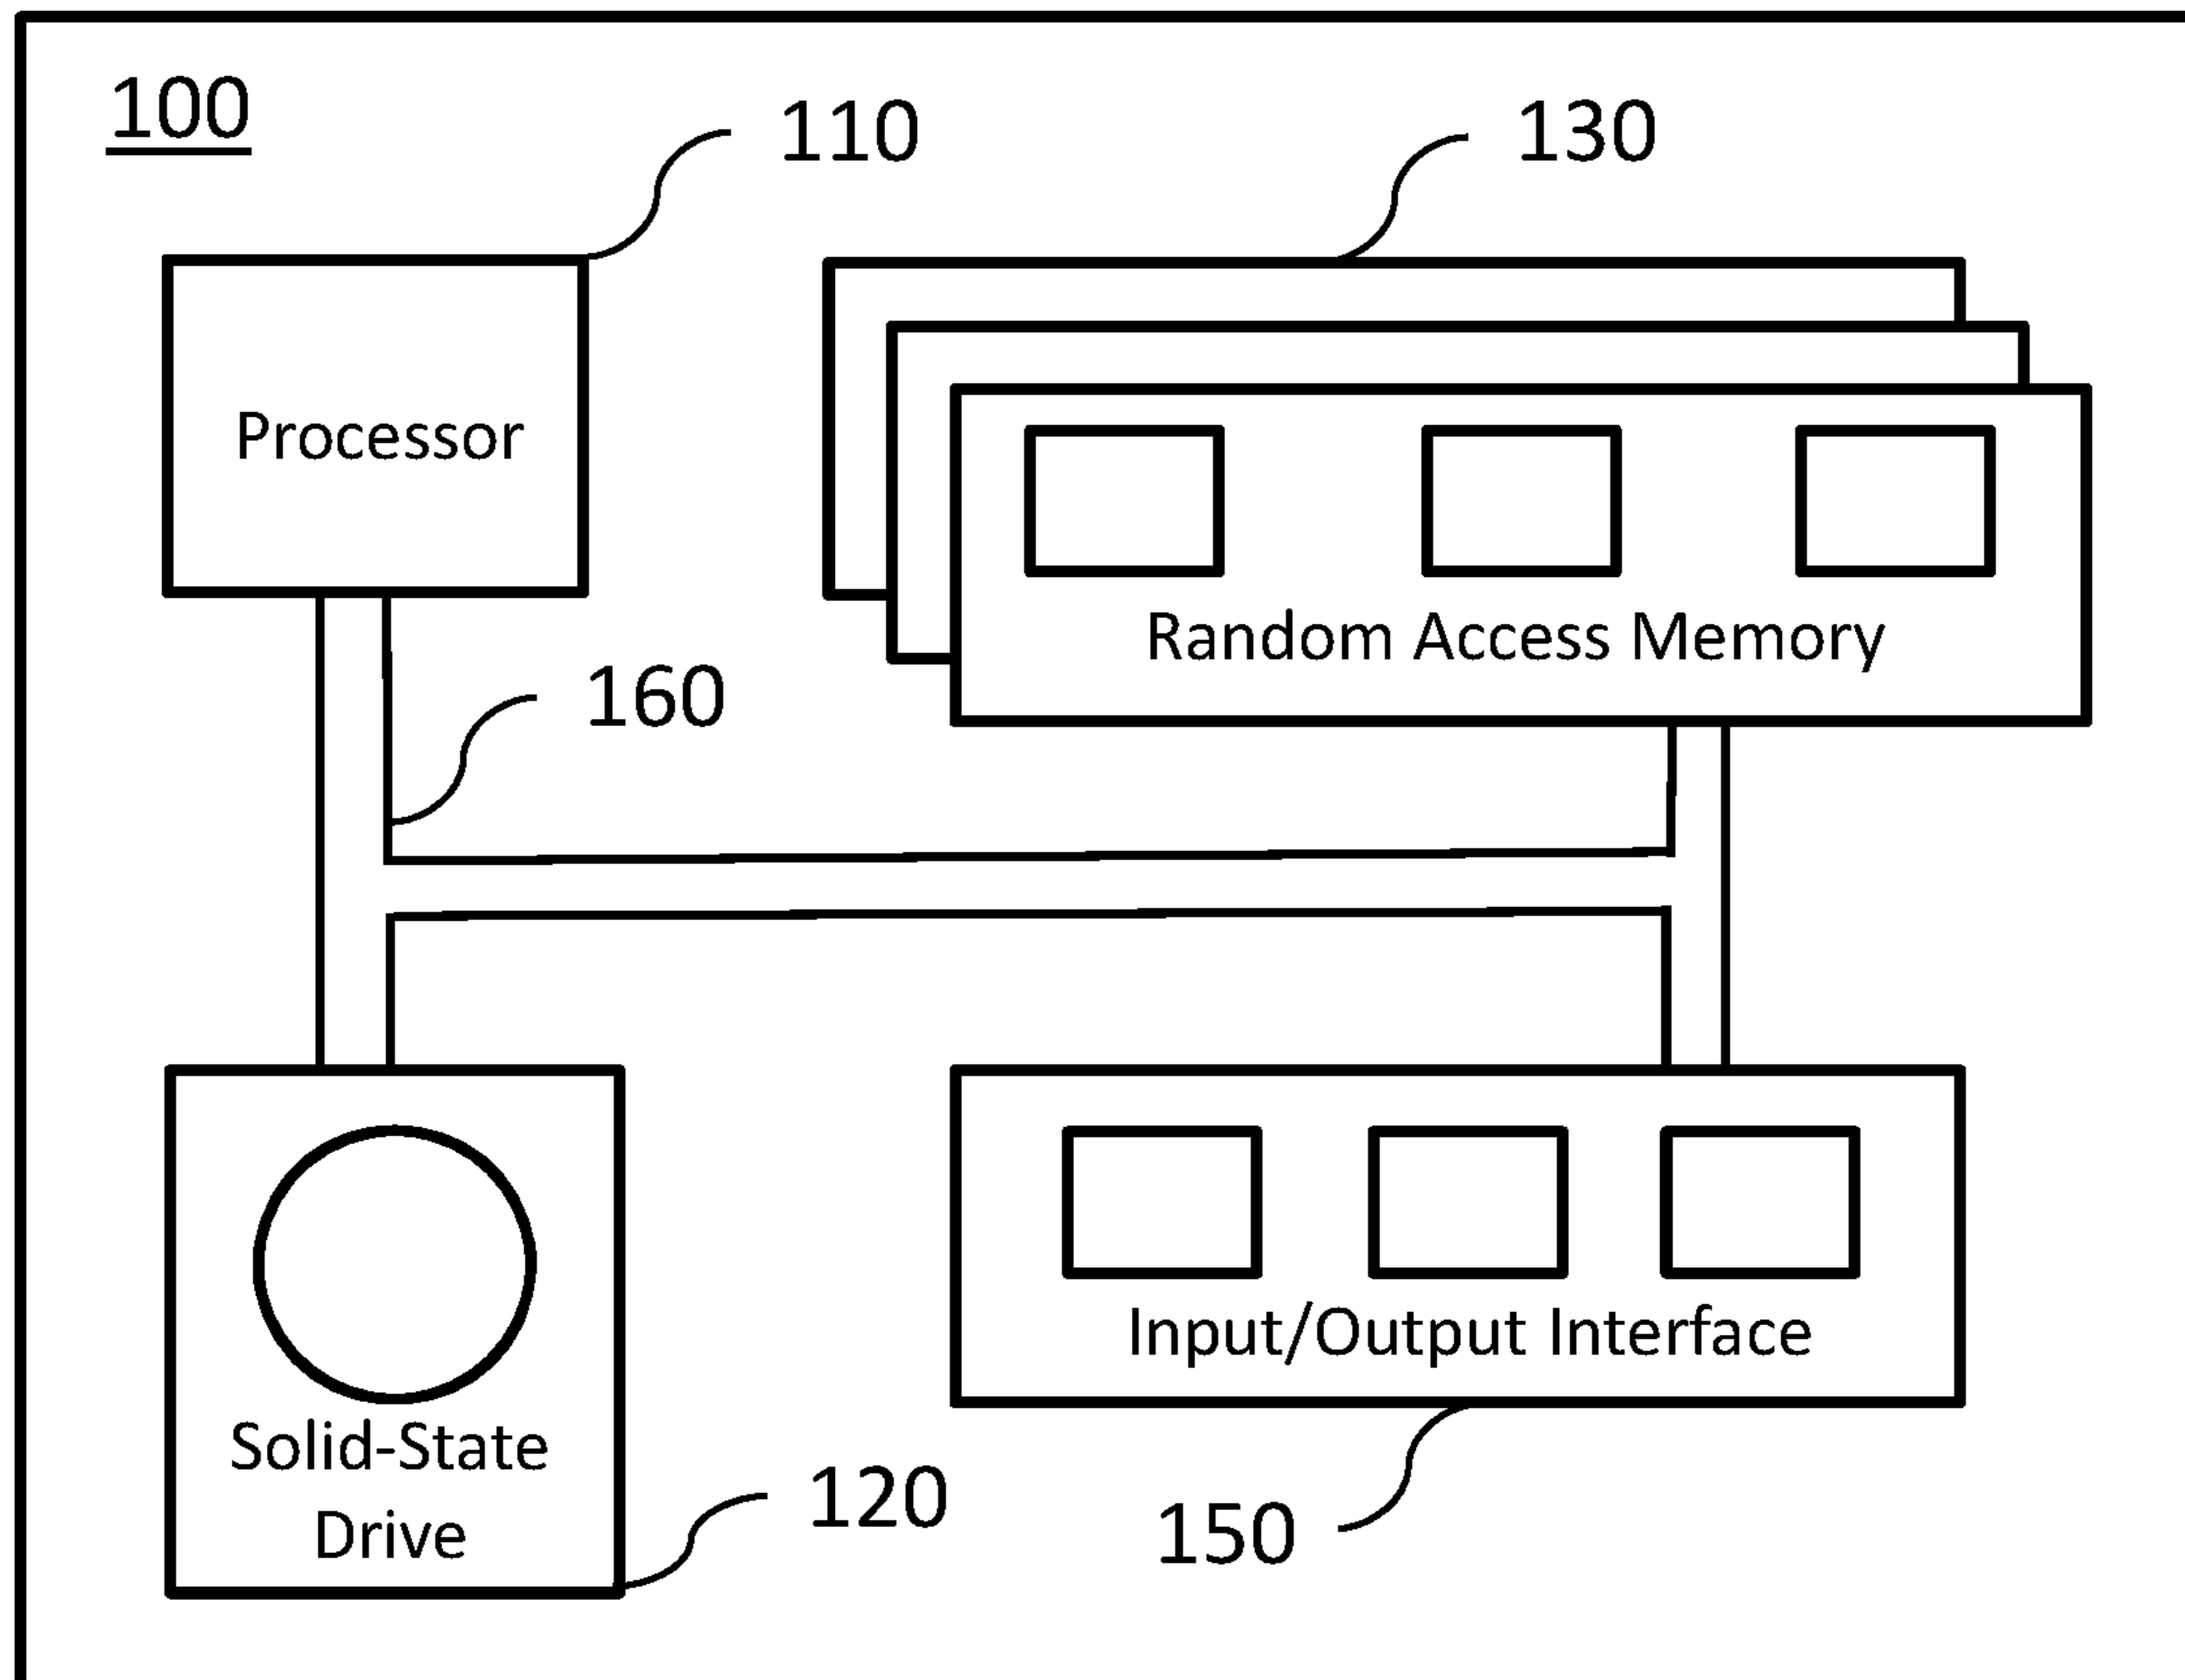 100
110
130
Processor
Random Access Memory
160
Input/Output Interface
Solid-State
Drive
120
150